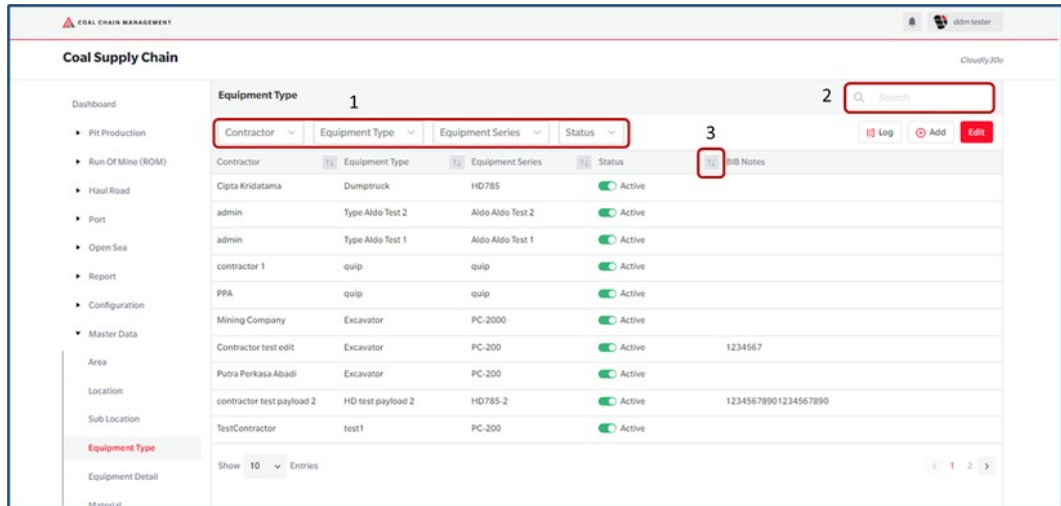 COAL CHAIN MANAGEMENT
ddm tester
Coal Supply Chain
Cloudly30o
Dashboard
Pit Production
Run Of Mine (ROM)
Haul Road
Port
Open Sea
Report
Configuration
Master Data
Area
Location
Sub Location
Equipment Type
Equipment Detail
Material
Equipment Type
1
2
Search
Contractor Equipment Type Equipment Series Status
3
Log Add Edit
Contractor Equipment Type Equipment Series Status BIB Notes
Cipta Kridatama Dumptruck HD785 Active
admin Type Aldo Test 2 Aldo Aldo Test 2 Active
admin Type Aldo Test 1 Aldo Aldo Test 1 Active
contractor 1 quip quip Active
PPA quip quip Active
Mining Company Excavator PC-2000 Active
Contractor test edit Excavator PC-200 Active 1234567
Putra Perkasa Abadi Excavator PC-200 Active
contractor test payload 2 HD test payload 2 HD785-2 Active 12345678901234567890
TestContractor test1 PC-200 Active
Show 10 Entries
1 2